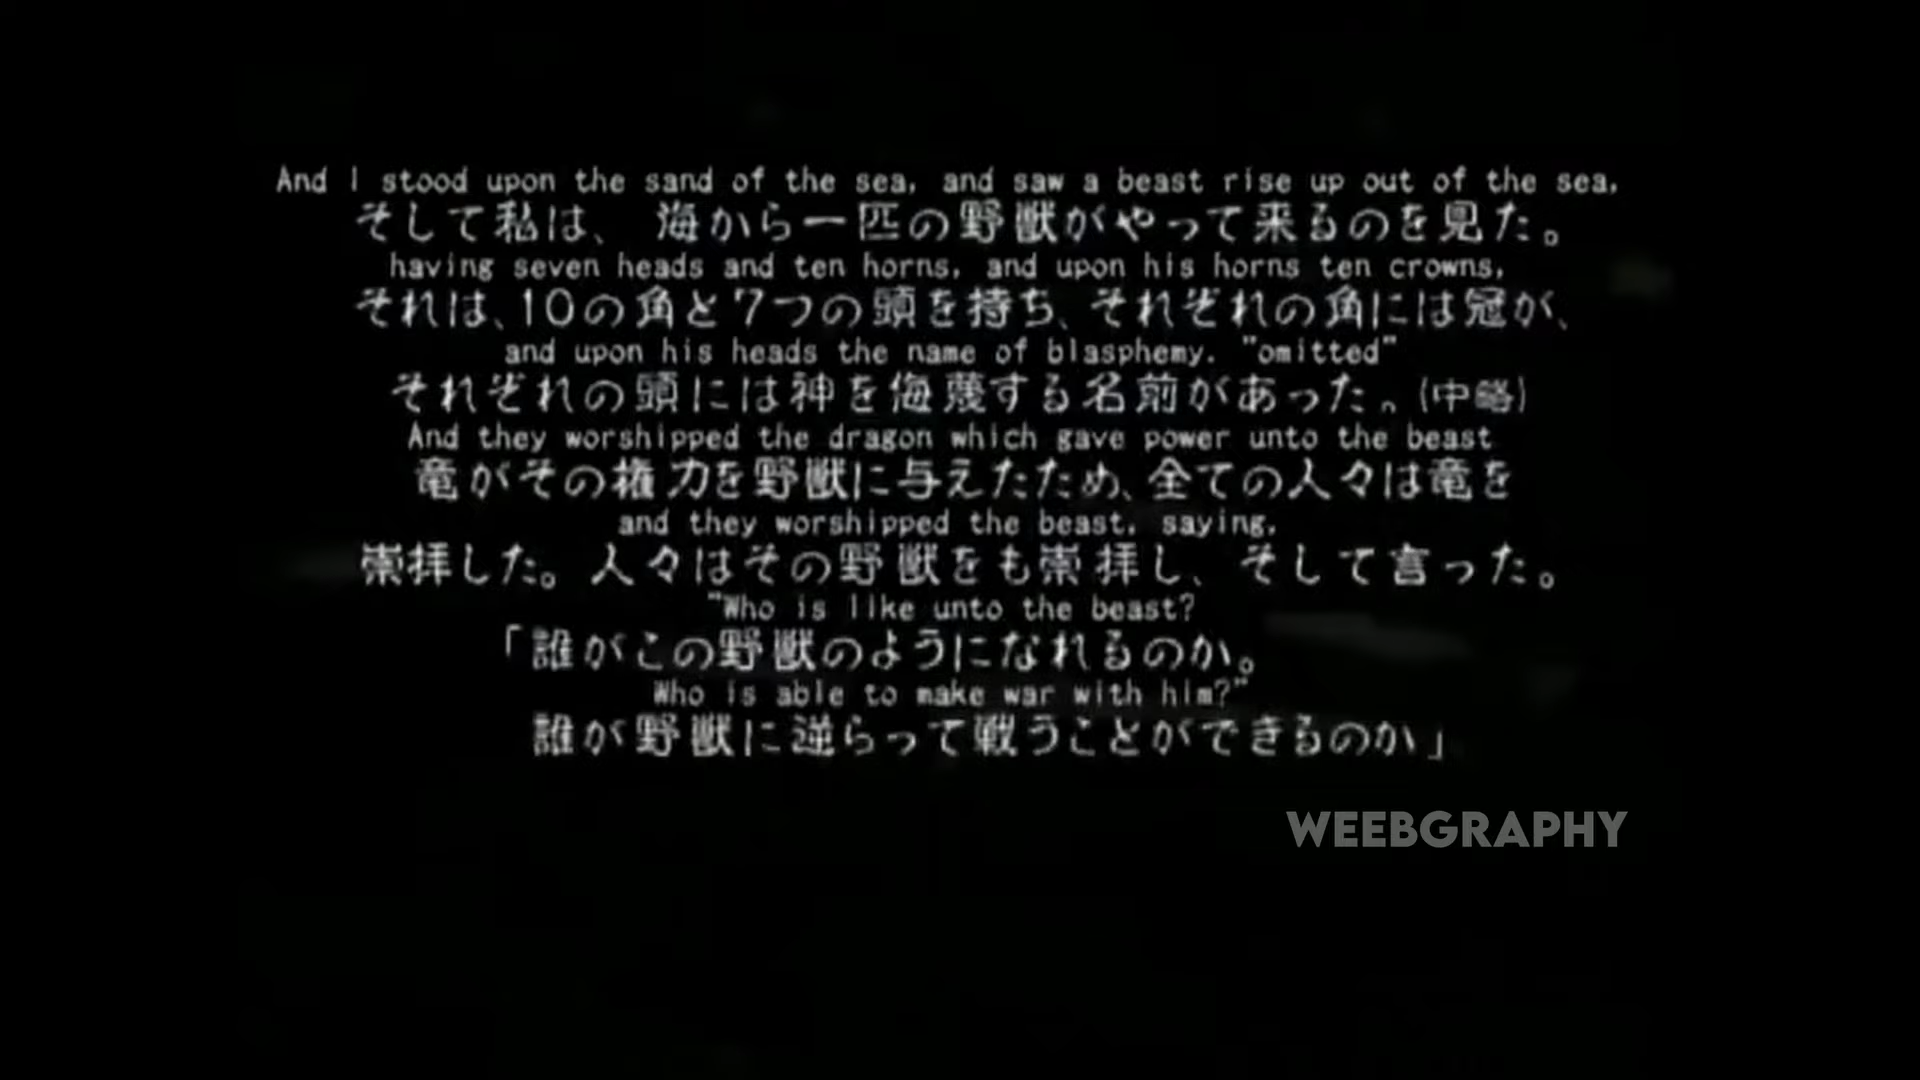 And I stood upon the sand of the sea, and saw a beast rise up out of the sea,
そして私は、 海から一匹の野獣がやって来るのを見た。
having seven heads and ten horns, and upon his horns ten crowns,
それは、10の角と7つの頭を持ち、それぞれの角には冠が、
and upon his heads the name of blasphemy. "omitted"
それぞれの頭には神を侮蔑する名前があった。(中略)
And they worshipped the dragon which gave power unto the beast
竜がその権力を野獣に与えたため、全ての人々は竜を
and they worshipped the beast, saying,
崇拝した。人々はその野獣をも崇拝し、そして言った。
"Who is like unto the beast?
「誰がこの野獣のようになれるのか。
Who is able to make war with him?"
誰が野獣に逆らって戦うことができるのか」
WEEBGRAPHY